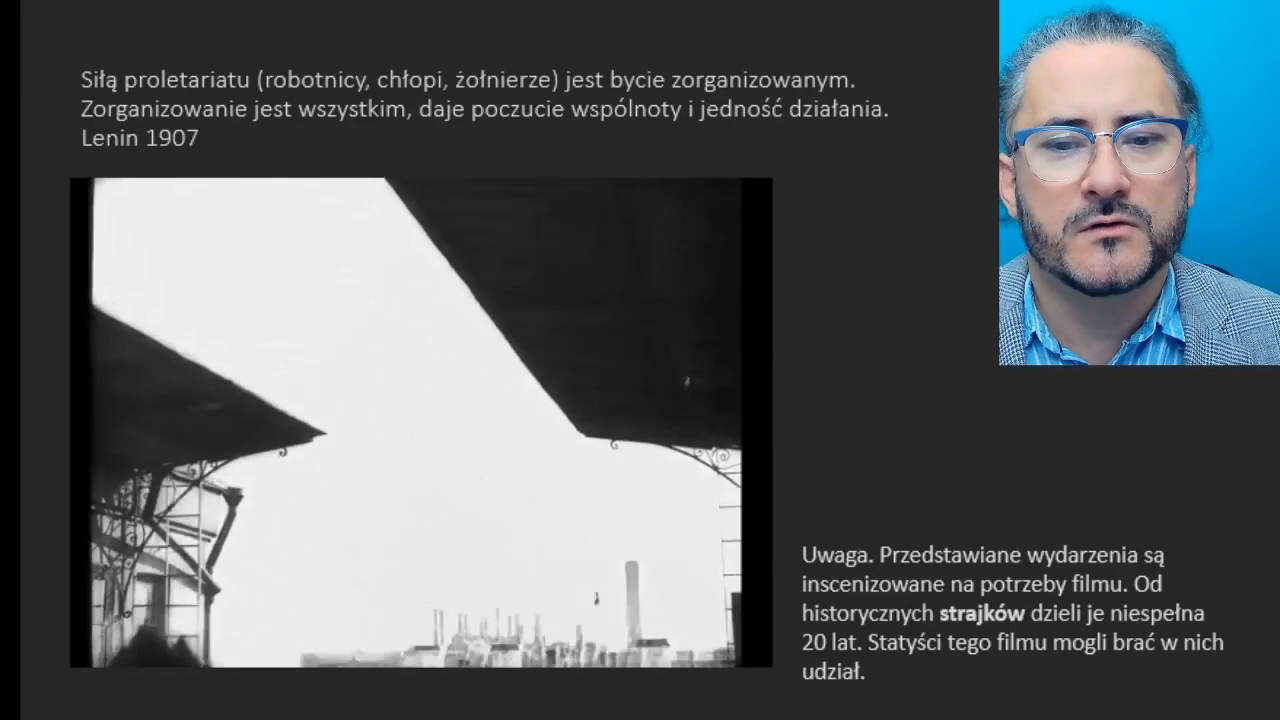 Siłą proletariatu (robotnicy, chłopi, żołnierze) jest bycie zorganizowanym.
Zorganizowanie jest wszystkim, daje poczucie wspólnoty i jedność działania.
Lenin 1907
Uwaga. Przedstawiane wydarzenia są
inscenizowane na potrzeby filmu. Od
historycznych strajków dzieli je niespełna
20 lat. Statyści tego filmu mogli brać w nich
udział.